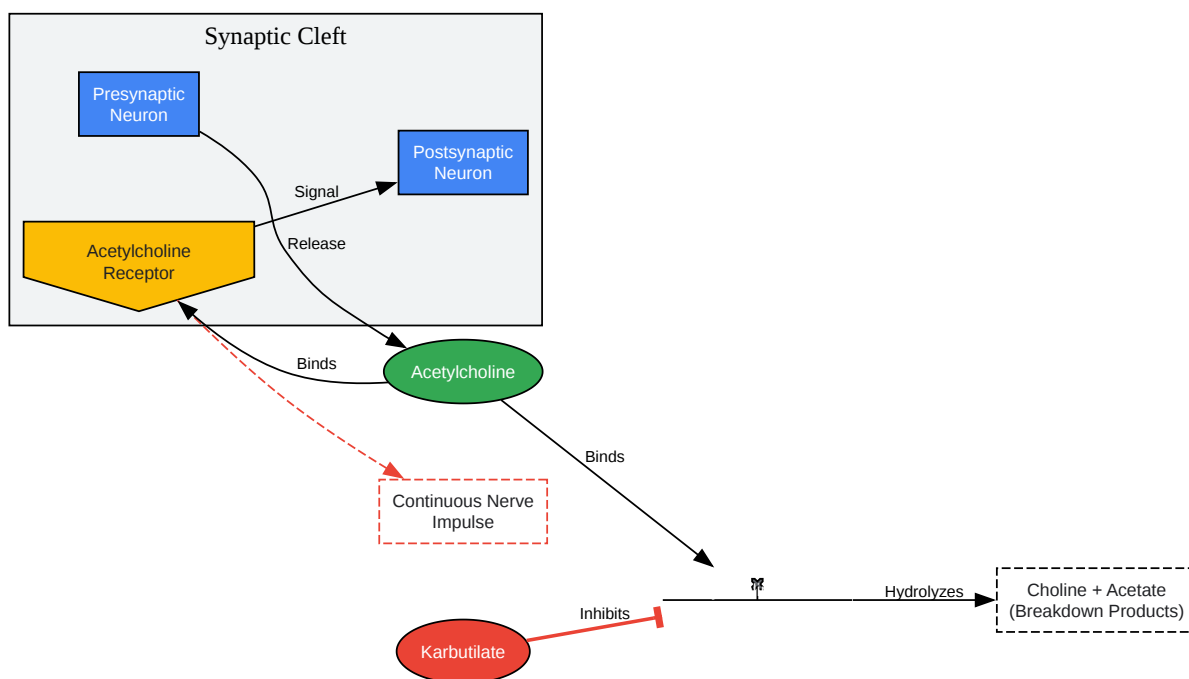 Synaptic Cleft
Presynaptic
Neuron
Postsynaptic
Neuron
Signal
Release
Acetylcholine
Receptor
Binds
Acetylcholine
Binds
Continuous Nerve
Impulse
Hydrolyzes
Choline + Acetate
(Breakdown Products)
Inhibits
Karbutilate